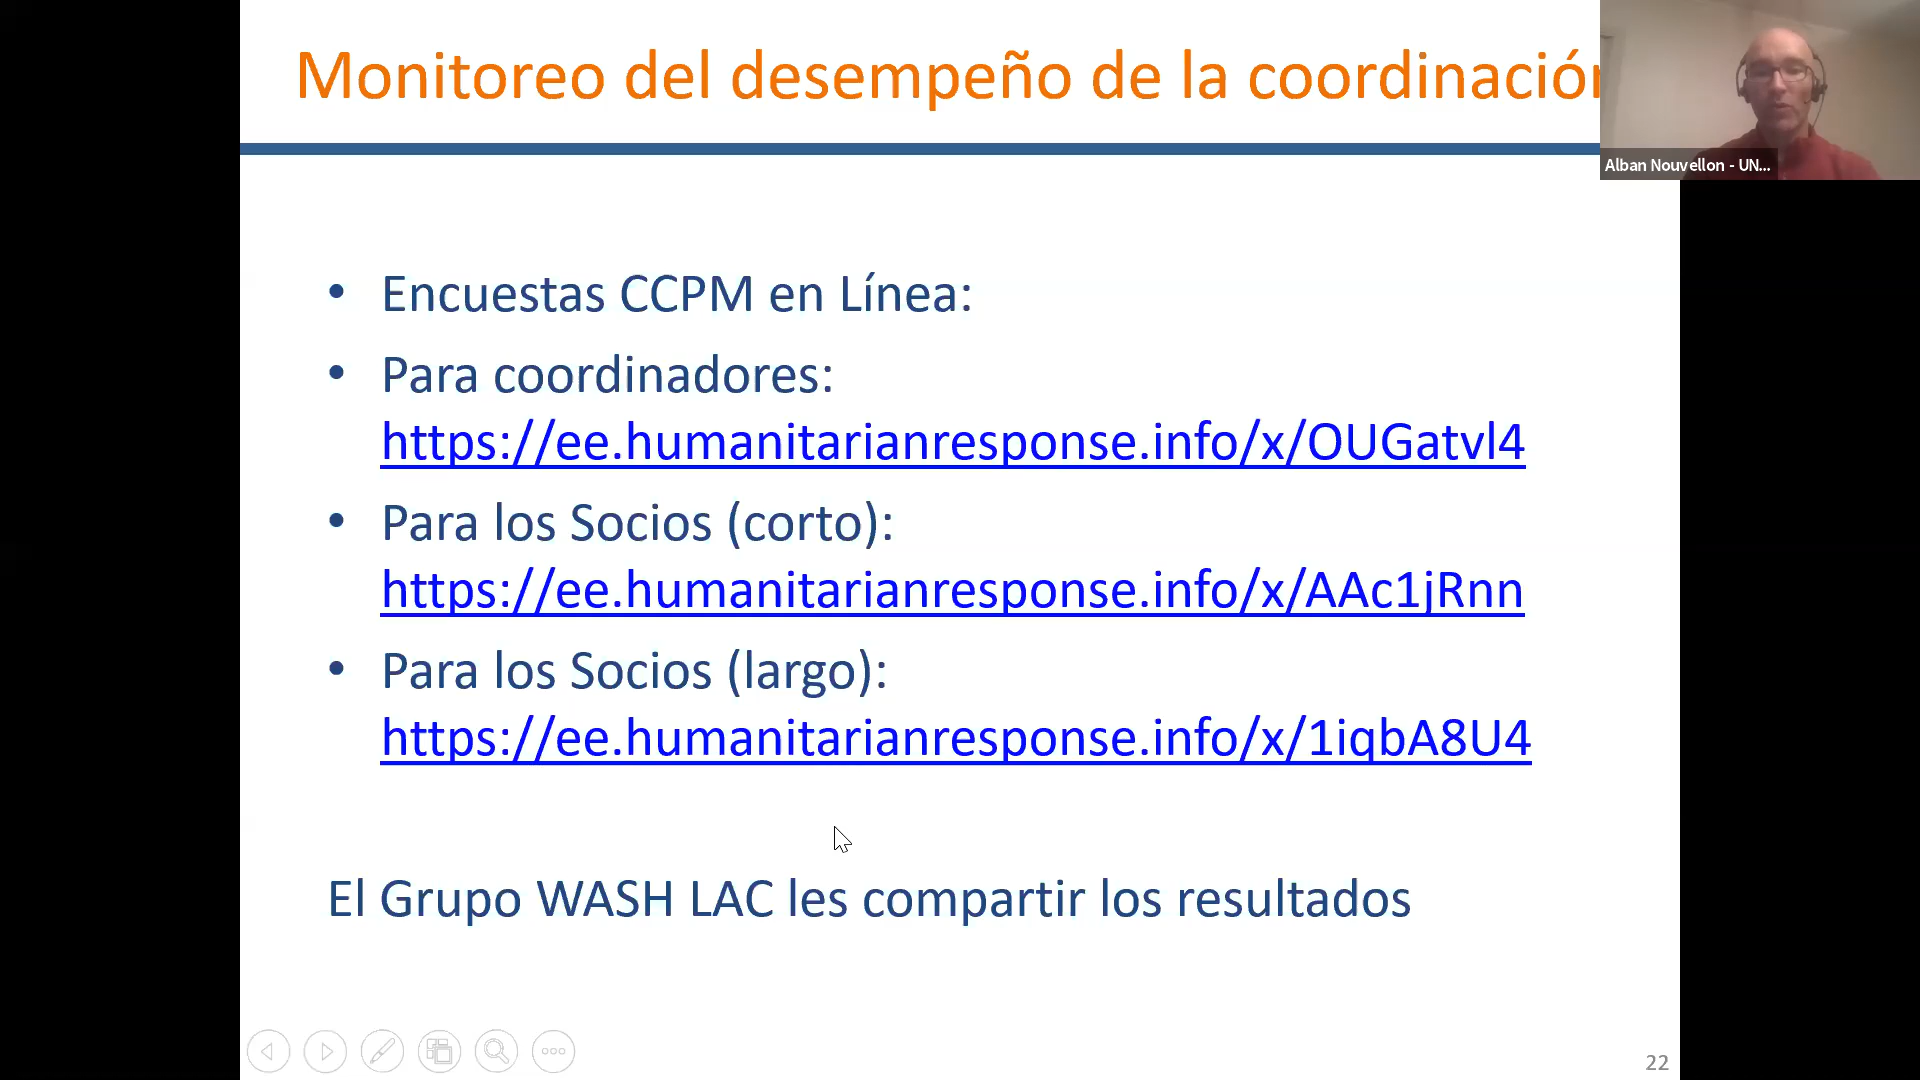 Monitoreo del desempeño de la coordinación
Alban Nouvellon - UN...
• Encuestas CCPM en Línea:
• Para coordinadores:
https://ee.humanitarianresponse.info/x/OUGatvl4
• Para los Socios (corto):
https://ee.humanitarianresponse.info/x/AAc1jRnn
• Para los Socios (largo):
https://ee.humanitarianresponse.info/x/1iqbA8U4
El Grupo WASH LAC les compartir los resultados
22